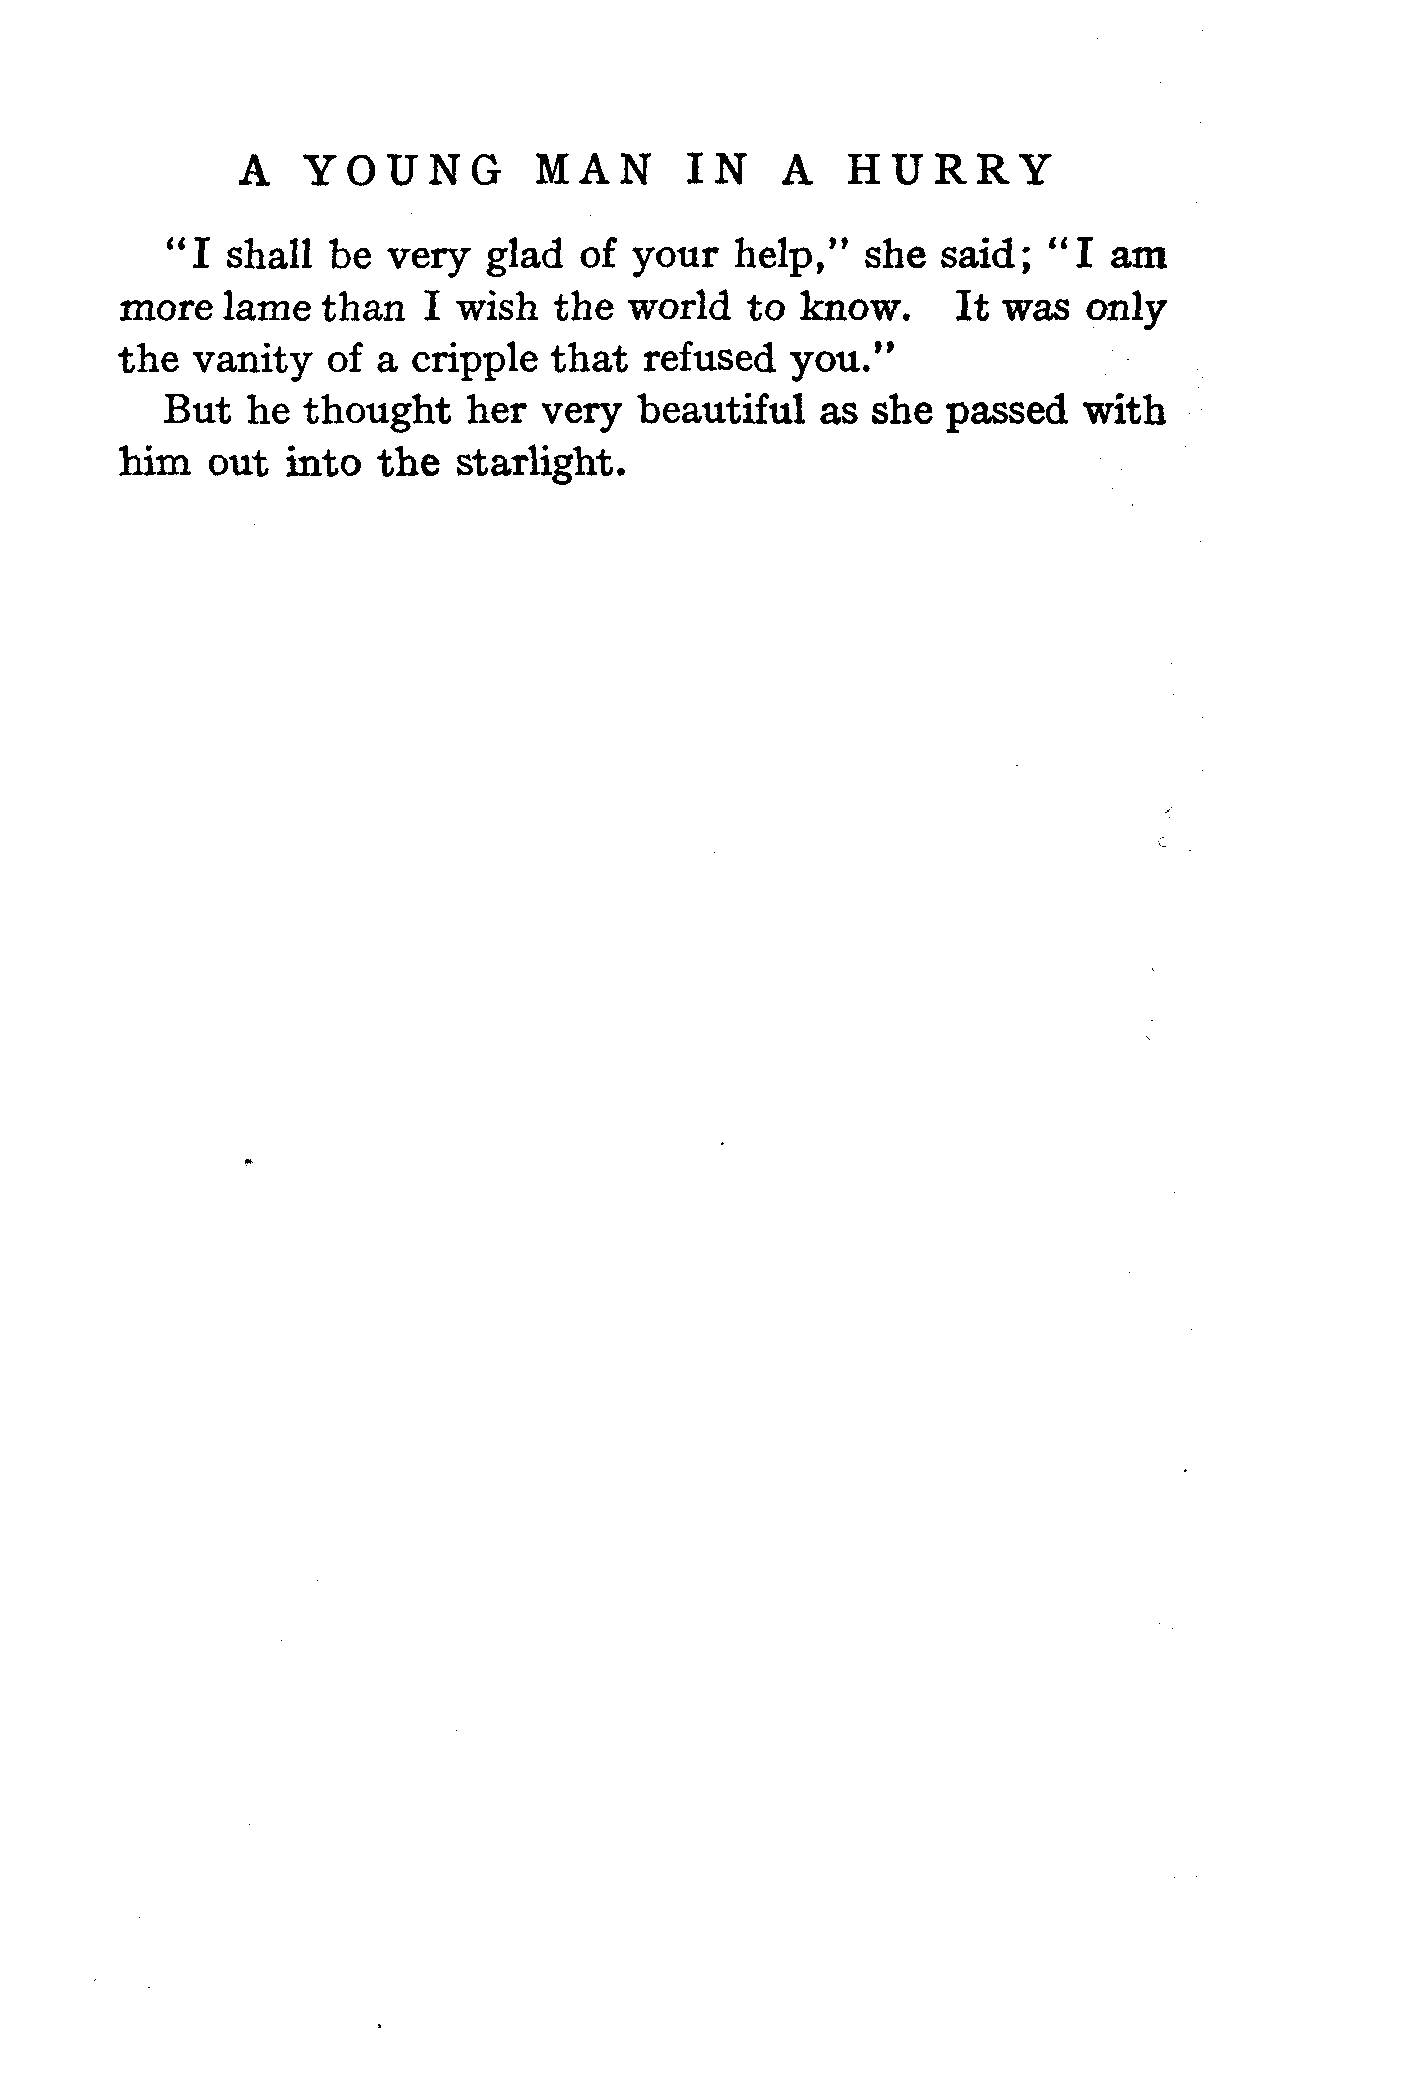 A YOUNG MAN IN A HURRY
"I shall be very glad of your help," she said; "I am
more lame than I wish the world to know. It was only
the vanity of a cripple that refused you."
But he thought her very beautiful as she passed with
him out into the starlight.